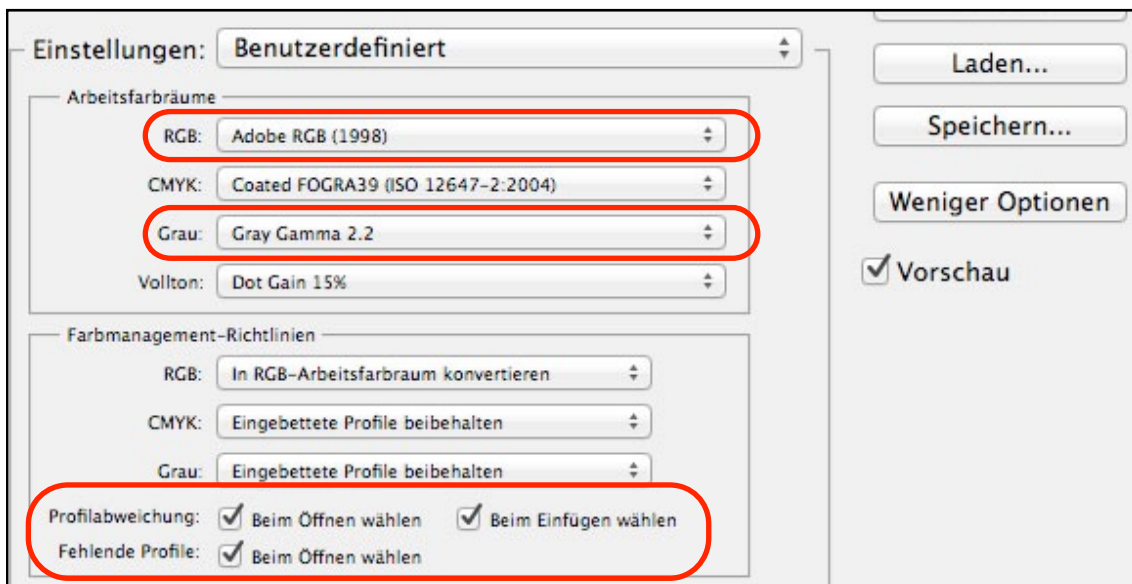 Einstellungen: Benutzerdefiniert
Arbeitsfarbräume
RGB: Adobe RGB (1998)
CMYK: Coated FOGRA39 (ISO 12647-2:2004)
Grau: Gray Gamma 2.2
Vollton: Dot Gain 15%
Farbmanagement-Richtlinien
RGB: In RGB-Arbeitsfarbraum konvertieren
CMYK: Eingebettete Profile beibehalten
Grau: Eingebettete Profile beibehalten
Profilabweichung: Beim Öffnen wählen Beim Einfügen wählen
Fehlende Profile: Beim Öffnen wählen
Laden...
Speichern...
Weniger Optionen
Vorschau